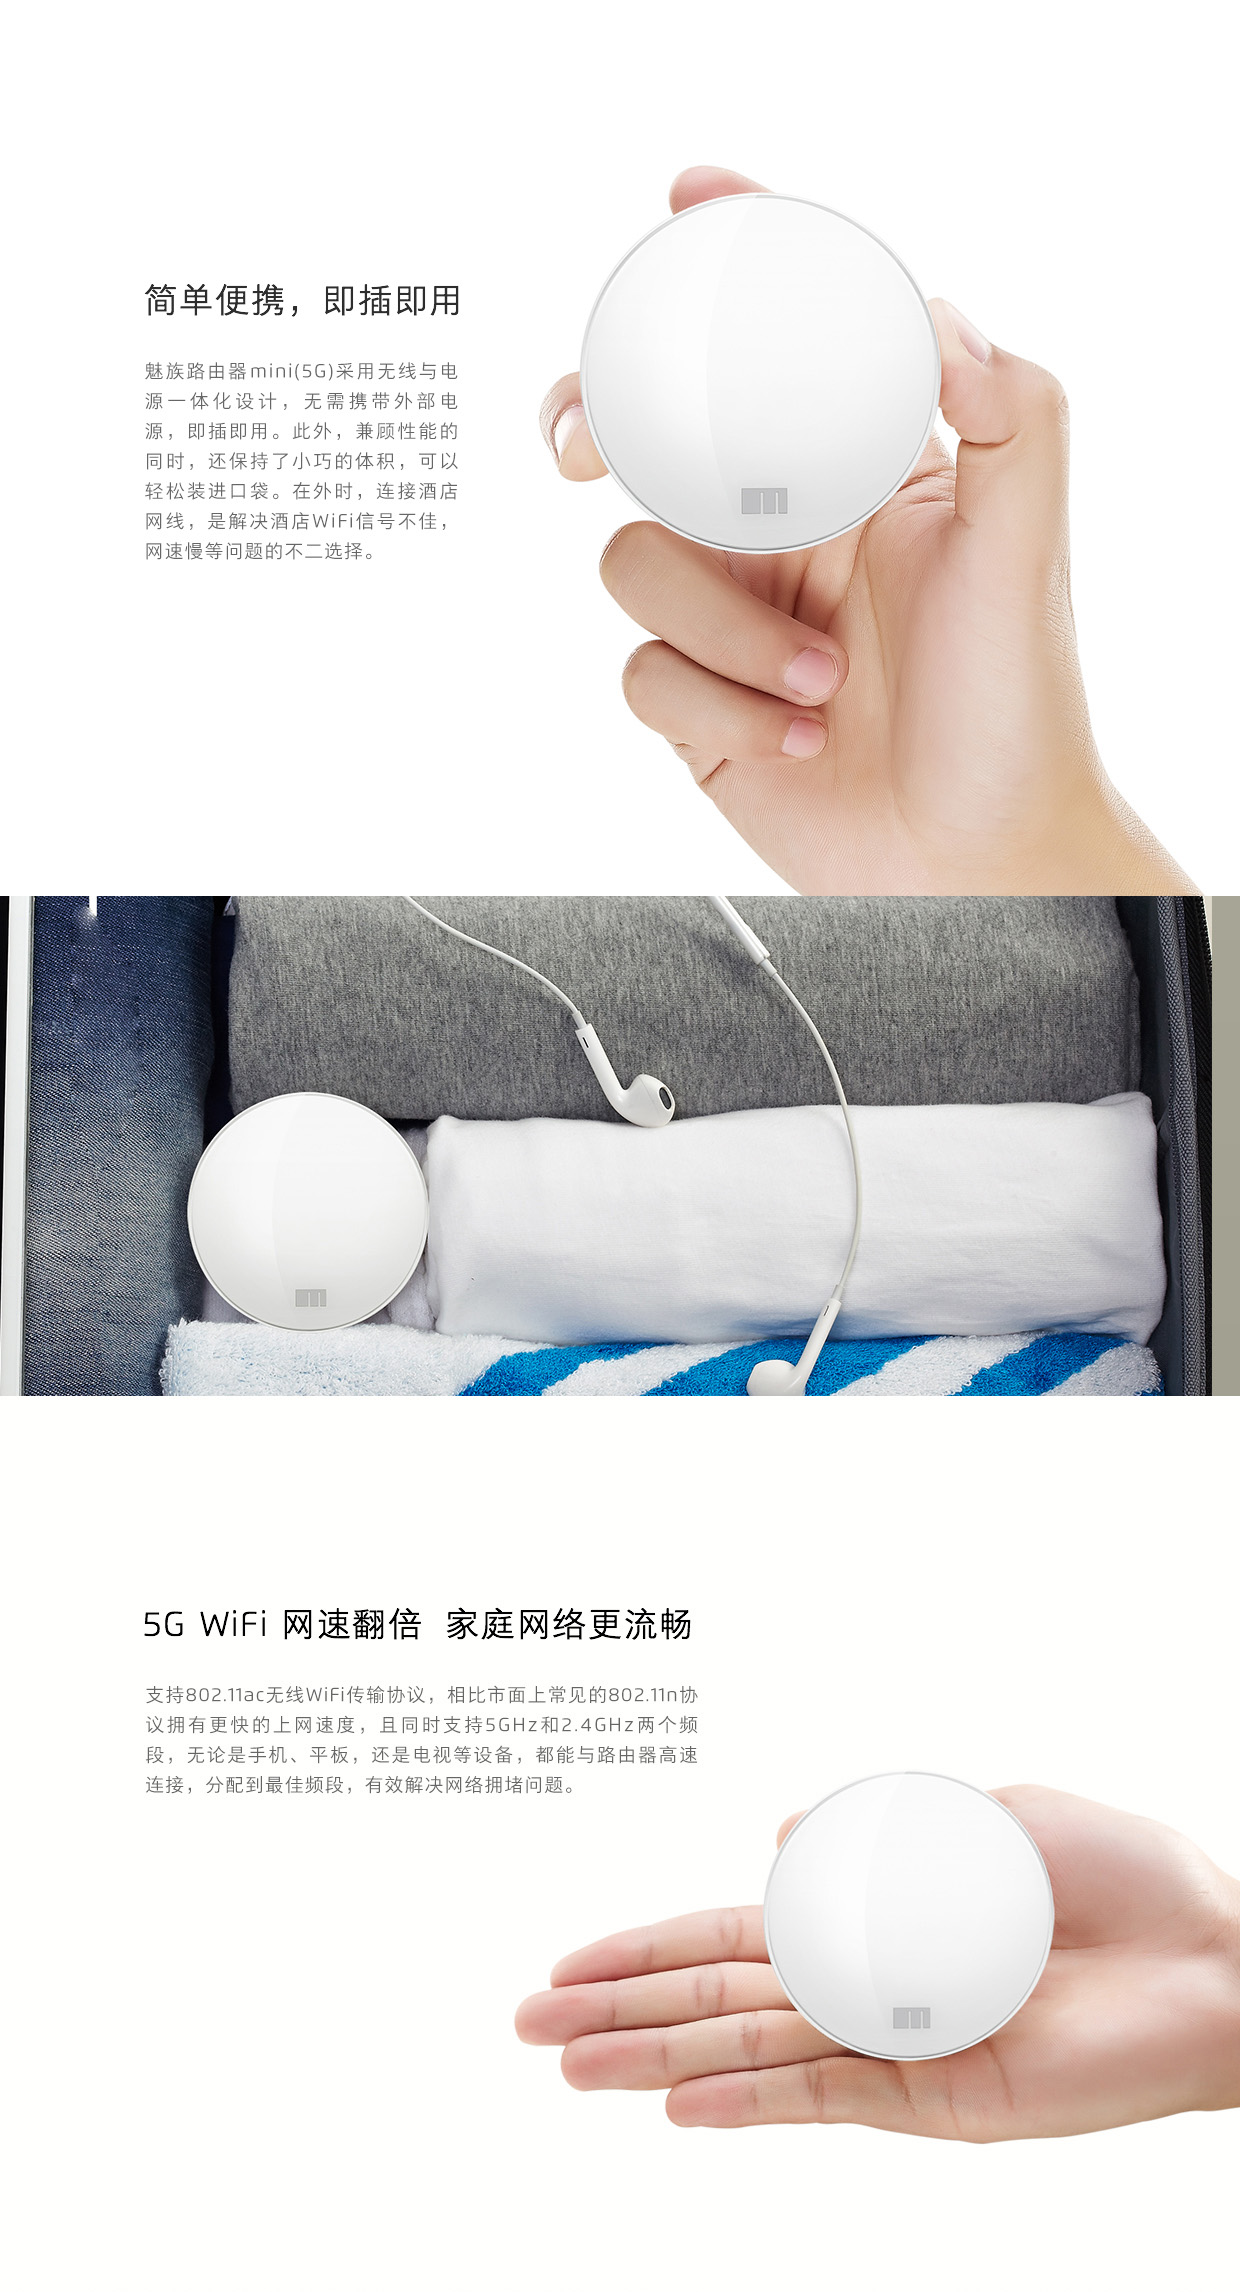 简单便携，即插即用
魅族路由器mini(5G)采用无线与电
源一体化设计，无需携带外部电
源，即插即用。此外，兼顾性能的
同时，还保持了小巧的体积，可以
轻松装进口袋。在外时，连接酒店
网线，是解决酒店WiFi信号不佳，
网速慢等问题的不二选择。
5G WiFi 网速翻倍 家庭网络更流畅
支持802.11ac无线WiFi传输协议，相比市面上常见的802.11n协
议拥有更快的上网速度，且同时支持5GHz和2.4GHz两个频
段，无论是手机、平板，还是电视等设备，都能与路由器高速
连接，分配到最佳频段，有效解决网络拥堵问题。